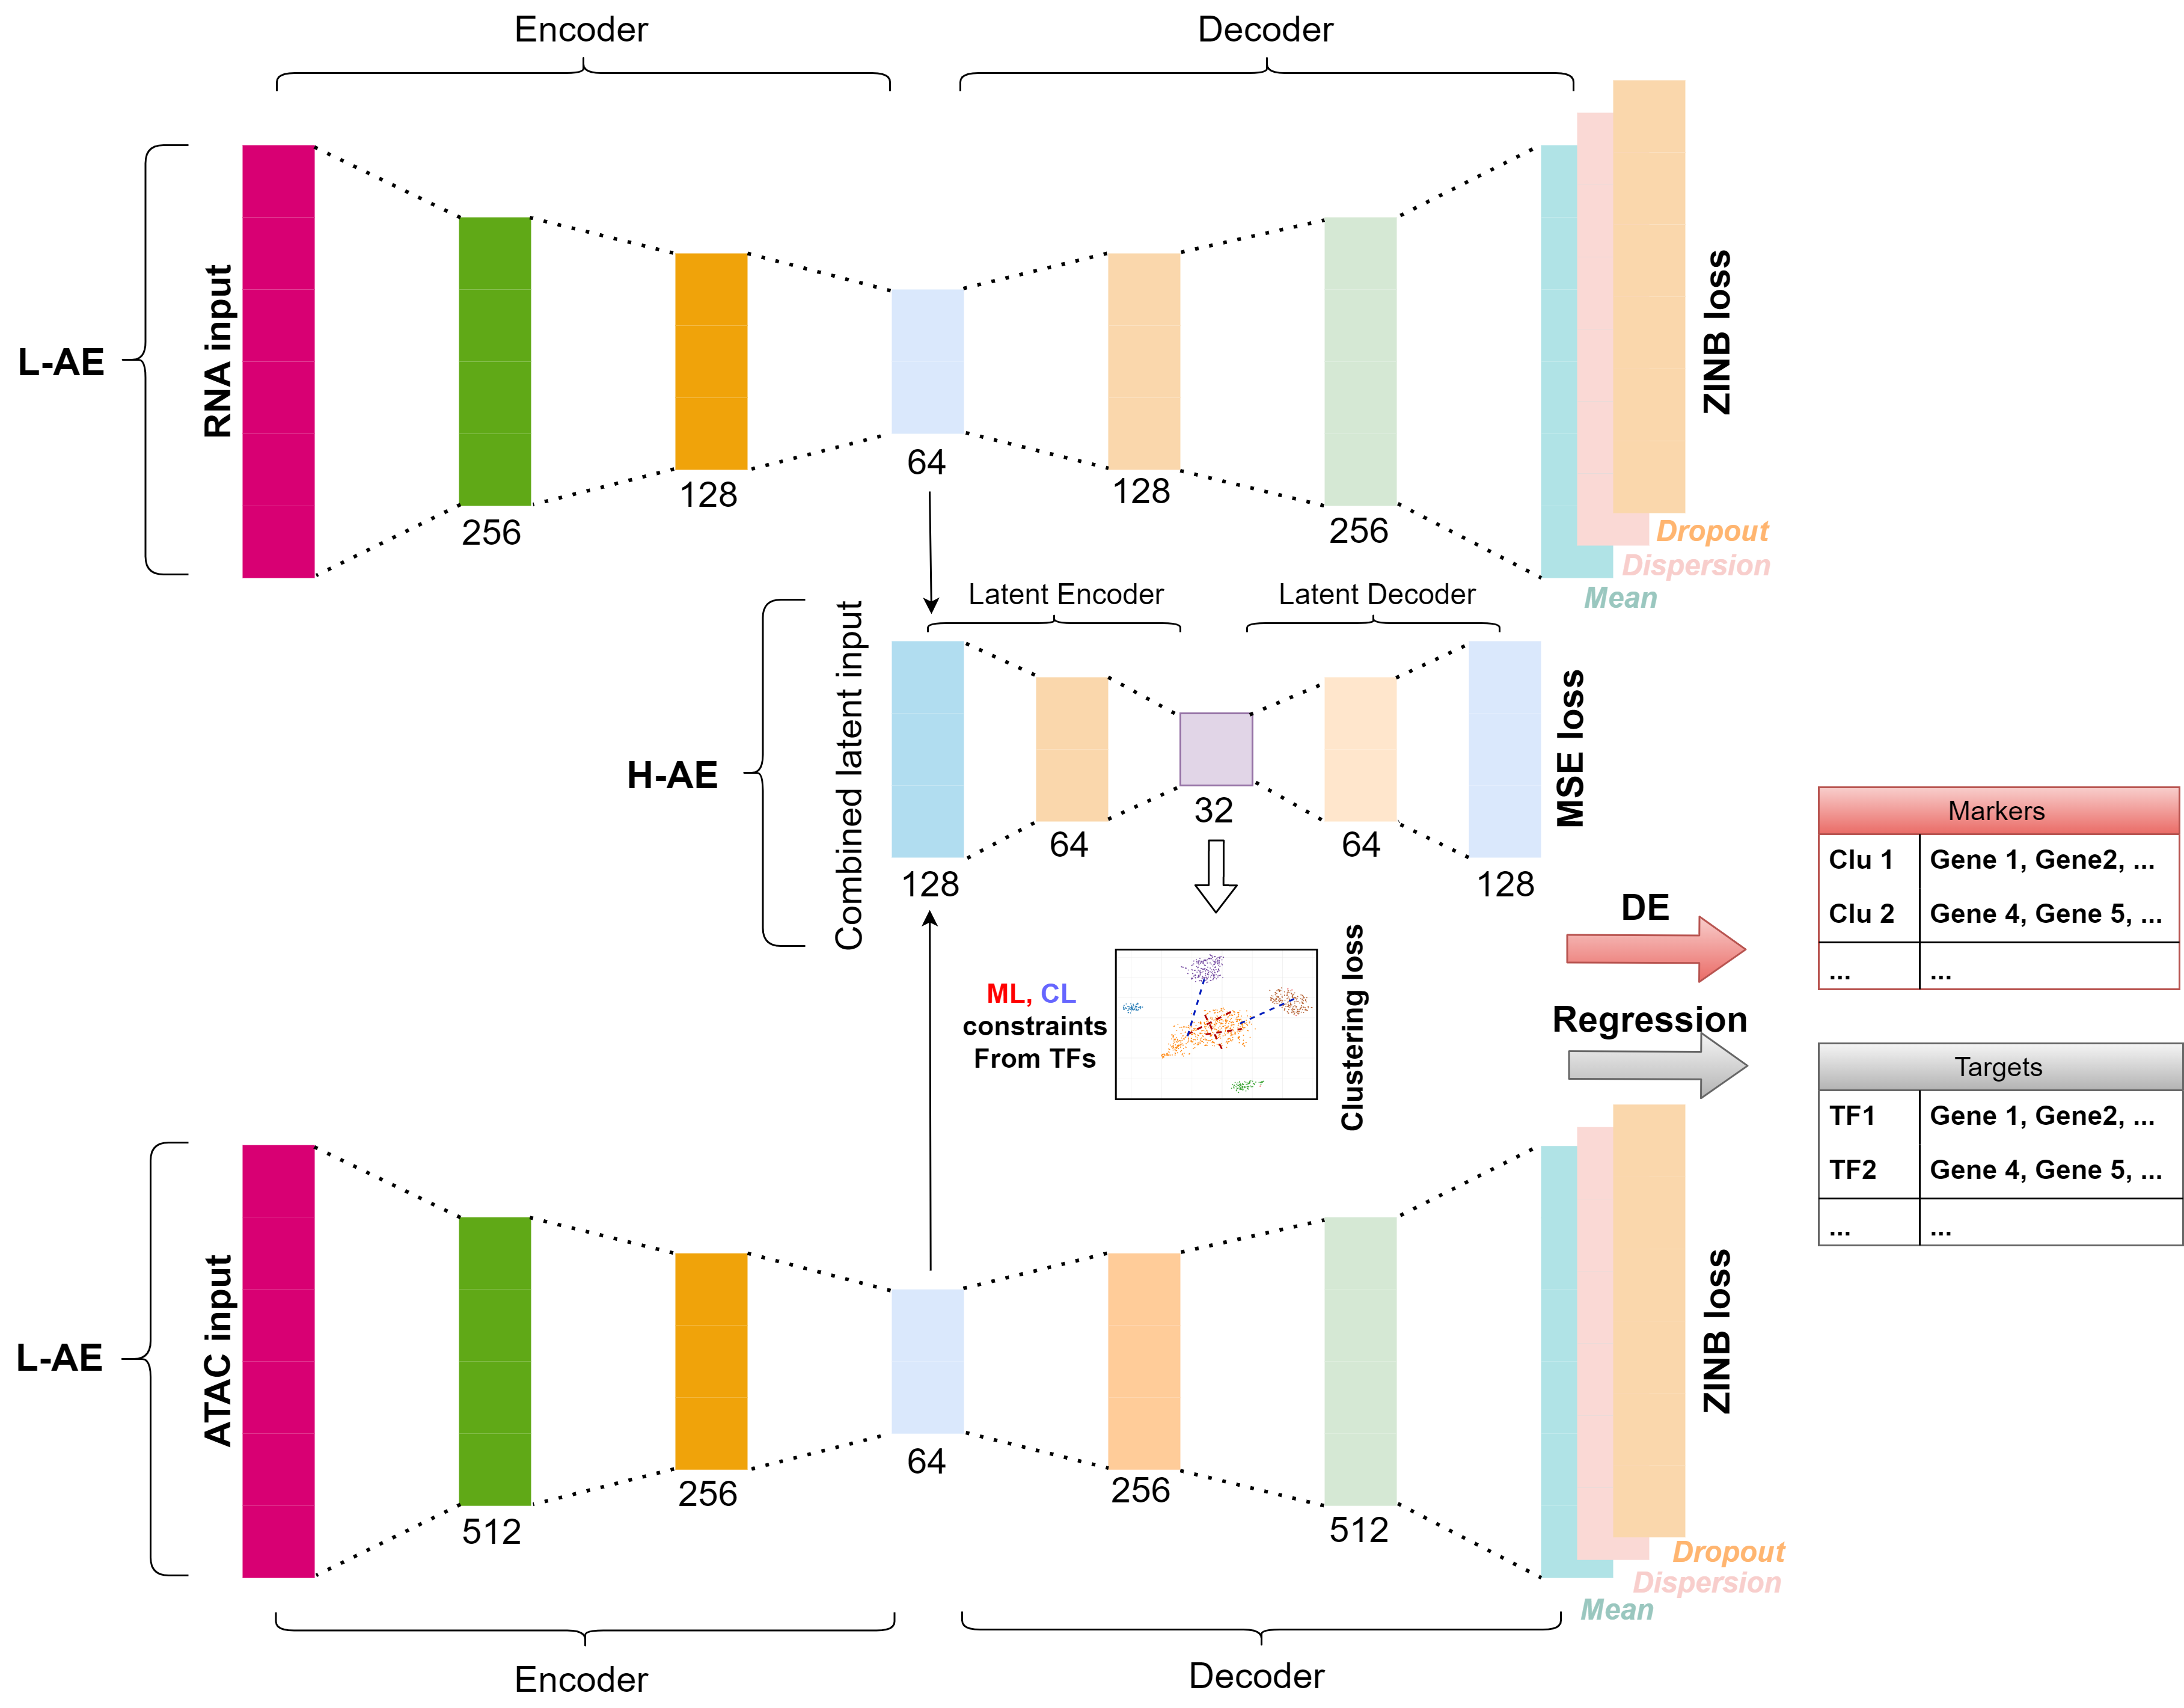 Encoder
Decoder
L-AE
RNA input
256
128
64
128
256
ZINB loss
Dropout
Dispersion
Mean
Latent Encoder
Latent Decoder
H-AE
Combined latent input
128
64
32
64
128
MSE loss
ML, CL
constraints
From TFs
Clustering loss
DE
Regression
Markers
Clu 1 Gene 1, Gene2, ...
Clu 2 Gene 4, Gene 5, ...
... ...
Targets
TF1 Gene 1, Gene2, ...
TF2 Gene 4, Gene 5, ...
... ...
L-AE
ATAC input
512
256
64
256
512
ZINB loss
Dropout
Dispersion
Mean
Encoder
Decoder